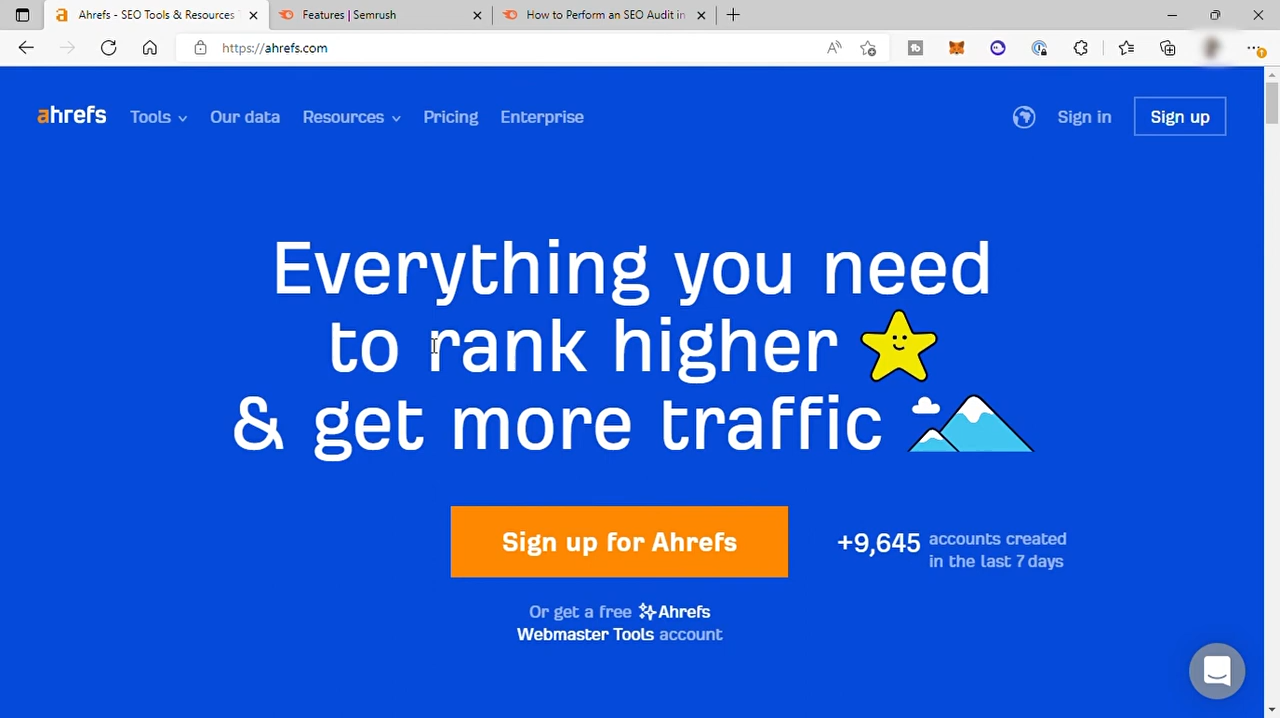 Ahrefs - SEO Tools & Resources
Features | Semrush
How to Perform an SEO Audit in
https://ahrefs.com
ahrefs
Tools
Our data
Resources
Pricing
Enterprise
Sign in
Sign up
Everything you need
to rank higher
& get more traffic
Sign up for Ahrefs
+9,645
accounts created
in the last 7 days
Or get a free Ahrefs
Webmaster Tools account